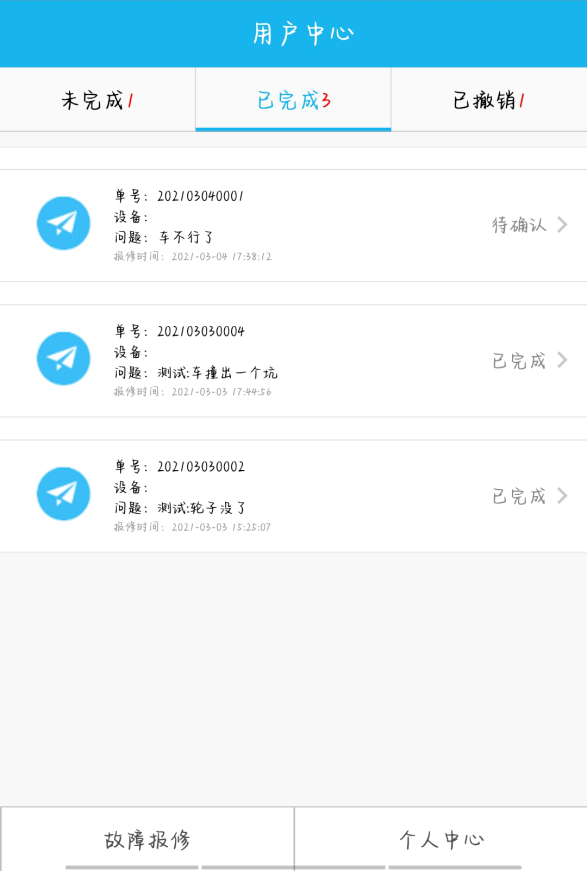 用户中心
未完成1 已完成3 已撤销1
单号：202103040001
设备：
问题：车不行了
报修时间：2021-03-04 17:38:12
待确认
单号：202103030004
设备：
问题：测试:车撞出一个坑
报修时间：2021-03-03 17:44:56
已完成
单号：202103030002
设备：
问题：测试:轮子没了
报修时间：2021-03-03 15:25:07
已完成
故障报修 个人中心